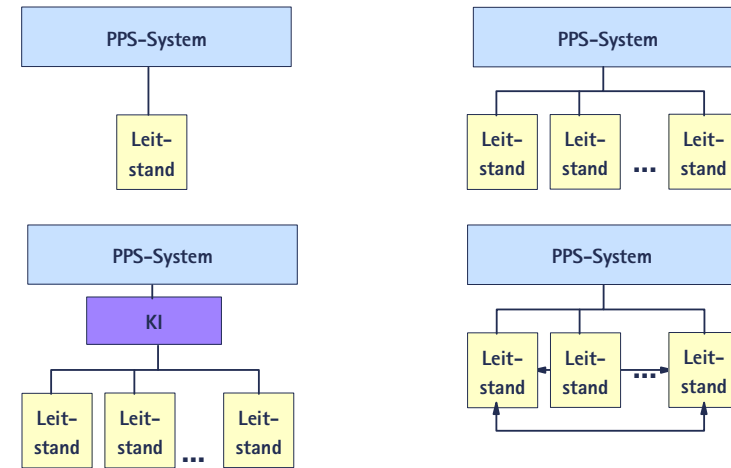 PPS-System
Leit-
stand
PPS-System
Leit-
stand
Leit-
stand
...
Leit-
stand
PPS-System
KI
Leit-
stand
Leit-
stand
...
Leit-
stand
PPS-System
Leit-
stand
Leit-
stand
...
Leit-
stand